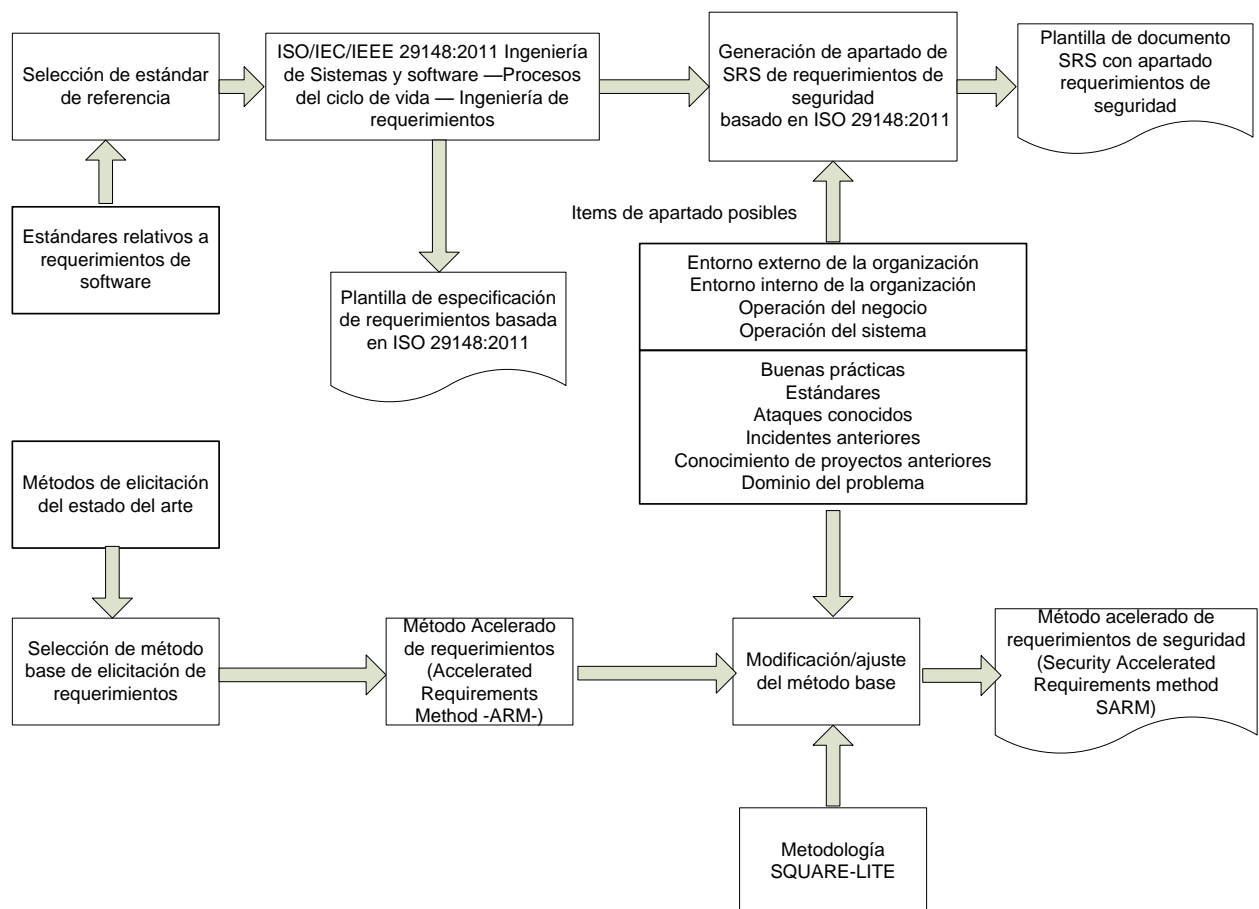 Selección de estándar
de referencia
ISO/IEC/IEEE 29148:2011 Ingeniería
de Sistemas y software —Procesos
del ciclo de vida — Ingeniería de
requerimientos
Generación de apartado de
SRS de requerimientos de
seguridad
basado en ISO 29148:2011
Plantilla de documento
SRS con apartado
requerimientos de
seguridad
Estándares relativos a
requerimientos de
software
Items de apartado posibles
Plantilla de especificación
de requerimientos basada
en ISO 29148:2011
Entorno externo de la organización
Entorno interno de la organización
Operación del negocio
Operación del sistema
Buenas prácticas
Estándares
Ataques conocidos
Incidentes anteriores
Conocimiento de proyectos anteriores
Dominio del problema
Métodos de elicitación
del estado del arte
Selección de método
base de elicitación de
requerimientos
Método Acelerado
de requerimientos
(Accelerated
Requirements
Method -ARM-)
Modificación/ajuste
del método base
Método acelerado de
requerimientos de seguridad
(Security Accelerated
Requirements method
SARM)
Metodología
SQUARE-LITE